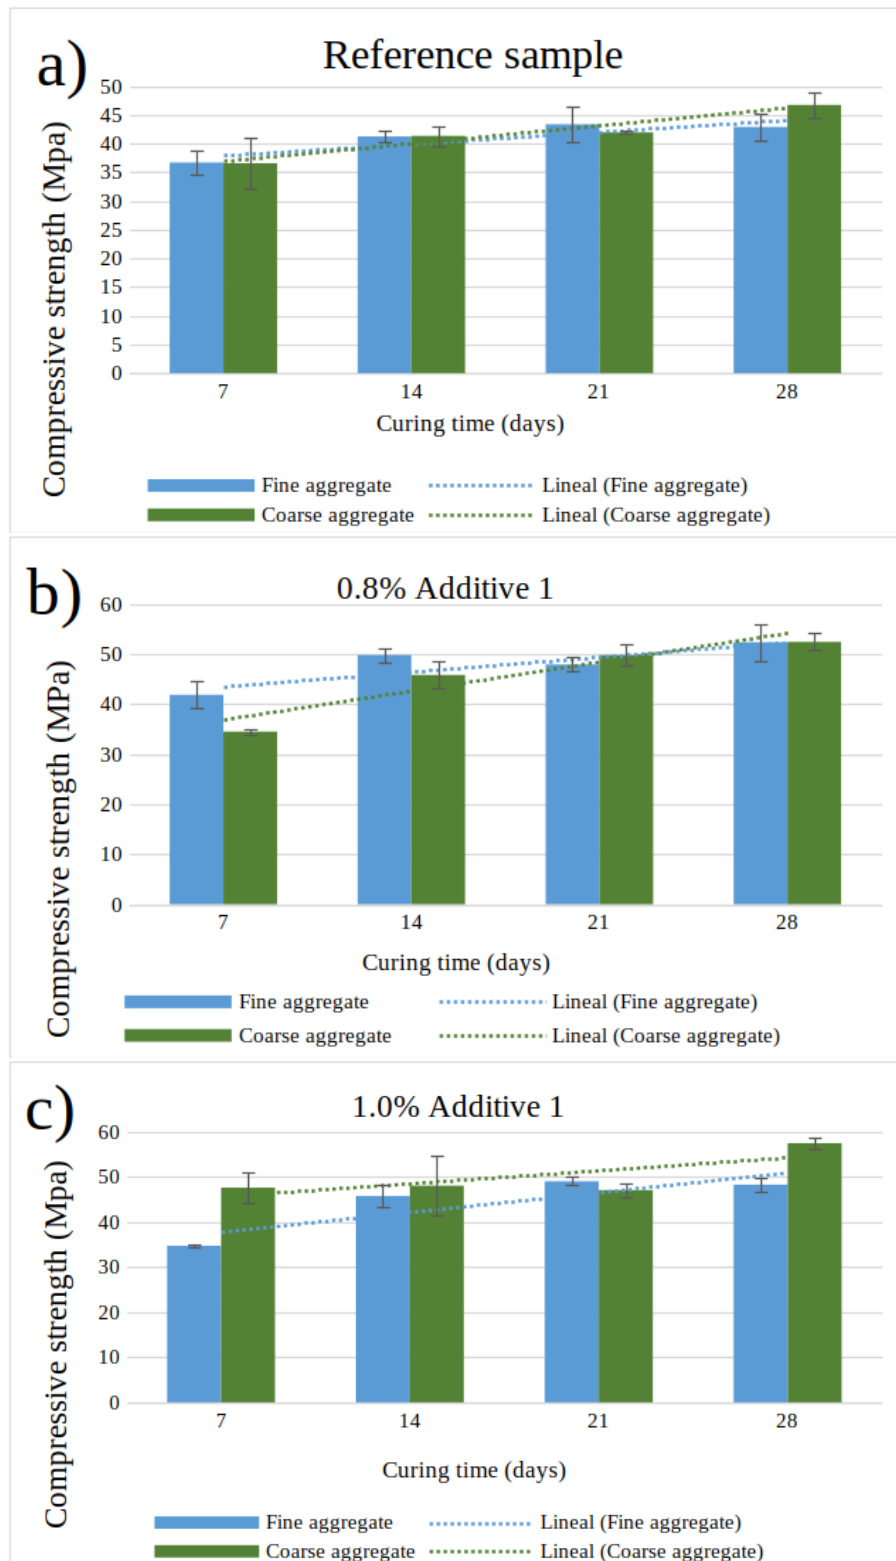 a)
Reference sample
Compressive strength (Mpa)
50
45
40
35
30
25
20
15
10
5
0
7 14 21 28
Curing time (days)
Fine aggregate Lineal (Fine aggregate)
Coarse aggregate Lineal (Coarse aggregate)
b)
0.8% Additive 1
Compressive strength (MPa)
60
50
40
30
20
10
0
7 14 21 28
Curing time (days)
Fine aggregate Lineal (Fine aggregate)
Coarse aggregate Lineal (Coarse aggregate)
c)
1.0% Additive 1
Compressive strength (Mpa)
60
50
40
30
20
10
0
7 14 21 28
Curing time (days)
Fine aggregate Lineal (Fine aggregate)
Coarse aggregate Lineal (Coarse aggregate)